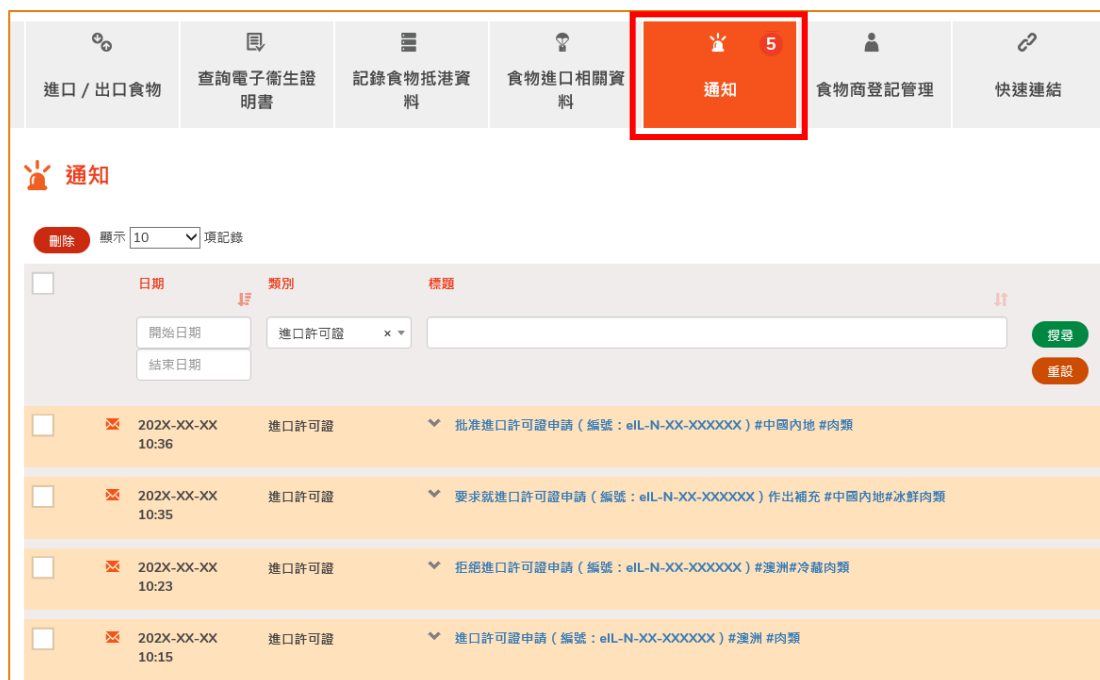 進口 / 出口食物
查詢電子衞生證
明書
記錄食物抵港資
料
食物進口相關資
料
5
通知
食物商登記管理
快速連結
通知
刪除 顯示 10 項記錄
日期 類別 標題
開始日期 進口許可證 × 搜尋
結束日期 重設
202X-XX-XX 進口許可證 批准進口許可證申請 ( 編號：eIL-N-XX-XXXXXX ) #中國內地 #肉類
10:36
202X-XX-XX 進口許可證 要求就進口許可證申請 ( 編號：eIL-N-XX-XXXXXX ) 作出補充 #中國內地#冰鮮肉類
10:35
202X-XX-XX 進口許可證 拒絕進口許可證申請 ( 編號：eIL-N-XX-XXXXXX ) #澳洲#冷藏肉類
10:23
202X-XX-XX 進口許可證 進口許可證申請 ( 編號：eIL-N-XX-XXXXXX ) #澳洲 #肉類
10:15